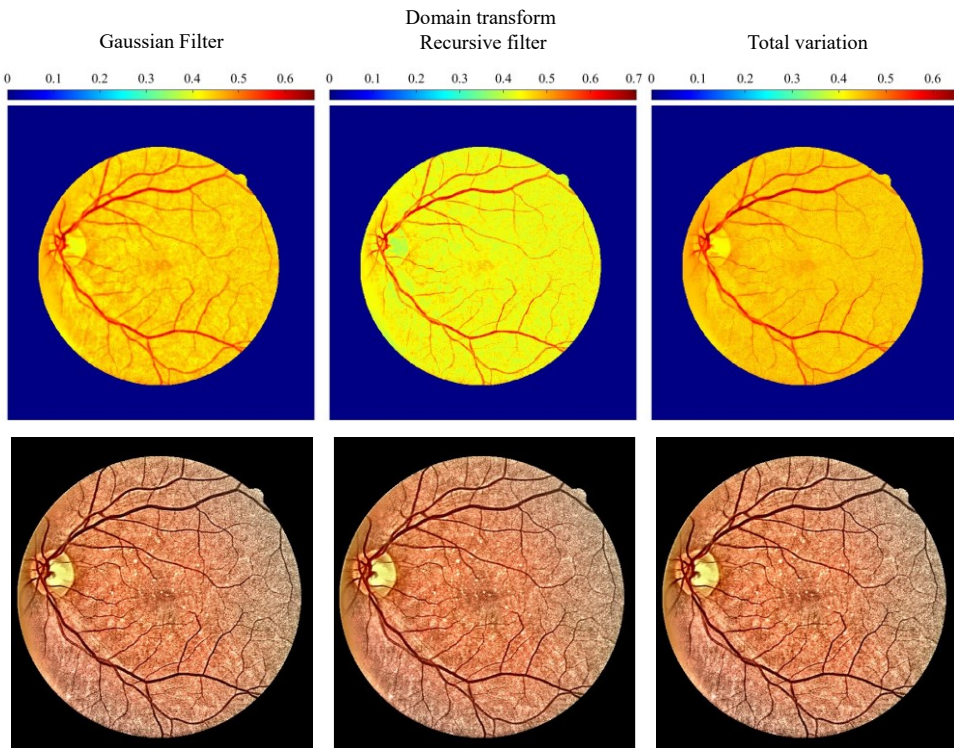 Gaussian Filter
Domain transform
Recursive filter
Total variation
0 0.1 0.2 0.3 0.4 0.5 0.6
0 0.1 0.2 0.3 0.4 0.5 0.6 0.7
0 0.1 0.2 0.3 0.4 0.5 0.6